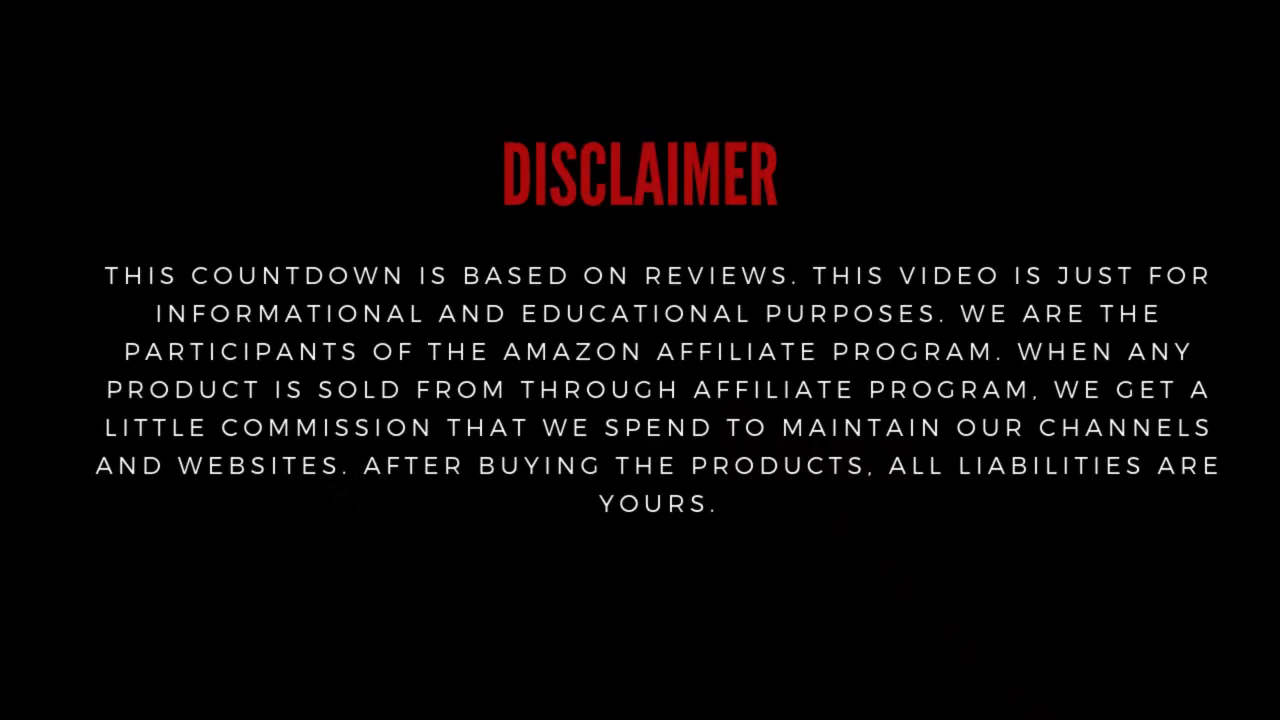 DISCLAIMER
THIS COUNTDOWN IS BASED ON REVIEWS. THIS VIDEO IS JUST FOR
INFORMATIONAL AND EDUCATIONAL PURPOSES. WE ARE THE
PARTICIPANTS OF THE AMAZON AFFILIATE PROGRAM. WHEN ANY
PRODUCT IS SOLD FROM THROUGH AFFILIATE PROGRAM, WE GET A
LITTLE COMMISSION THAT WE SPEND TO MAINTAIN OUR CHANNELS
AND WEBSITES. AFTER BUYING THE PRODUCTS, ALL LIABILITIES ARE
YOURS.